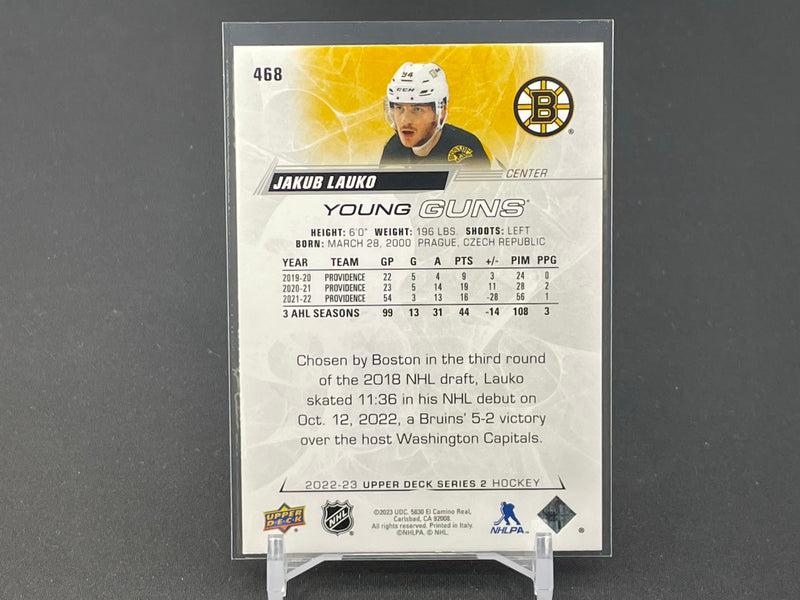 468
94
CCM
B
®
BOSTON
JAKUB LAUKO
CENTER
YOUNG GUNS®
HEIGHT: 6'0" WEIGHT: 196 LBS. SHOOTS: LEFT
BORN: MARCH 28, 2000 PRAGUE, CZECH REPUBLIC
YEAR TEAM GP G A PTS +/- PIM PPG
2019-20 PROVIDENCE 22 5 4 9 3 24 0
2020-21 PROVIDENCE 23 5 14 19 11 28 2
2021-22 PROVIDENCE 54 3 13 16 -28 56 1
3 AHL SEASONS 99 13 31 44 -14 108 3
Chosen by Boston in the third round
of the 2018 NHL draft, Lauko
skated 11:36 in his NHL debut on
Oct. 12, 2022, a Bruins' 5-2 victory
over the host Washington Capitals.
2022-23 UPPER DECK SERIES 2 HOCKEY
UPPER DECK ®
NHL ®
©2023 UDC. 5830 El Camino Real,
Carlsbad, CA 92008.
All rights reserved. Printed in Italy.
©NHLPA. © NHL.
NHLPA
®